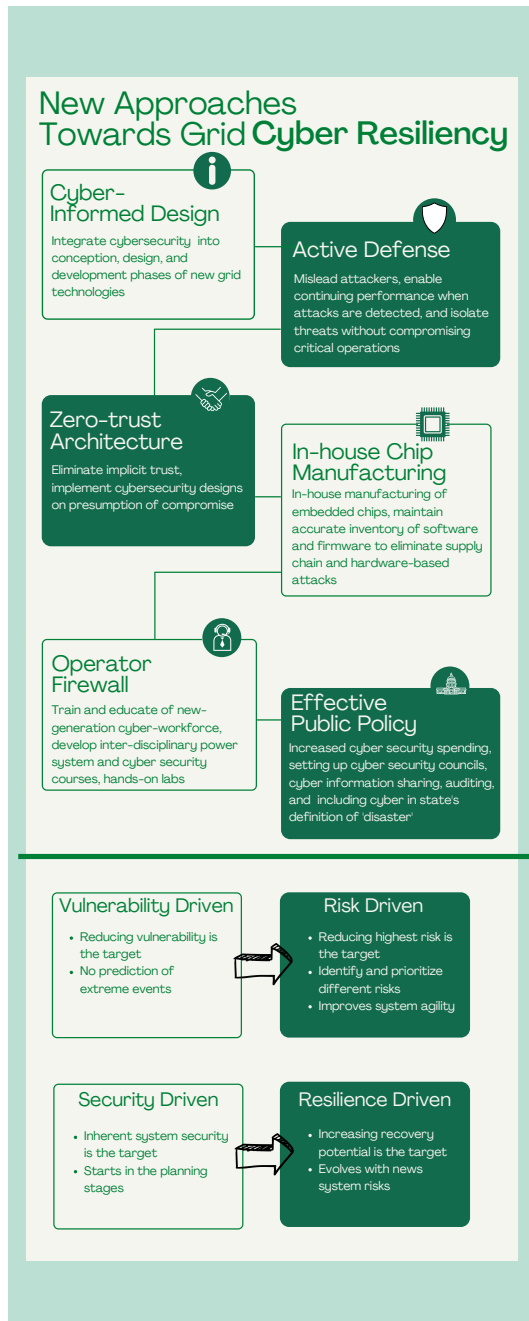 New Approaches
Towards Grid Cyber Resiliency
Cyber-
Informed Design
Integrate cybersecurity into
conception, design, and
development phases of new grid
technologies
Active Defense
Mislead attackers, enable
continuing performance when
attacks are detected, and isolate
threats without compromising
critical operations
Zero-trust
Architecture
Eliminate implicit trust,
implement cybersecurity designs
on presumption of compromise
In-house Chip
Manufacturing
In-house manufacturing of
embedded chips, maintain
accurate inventory of software
and firmware to eliminate supply
chain and hardware-based
attacks
Operator
Firewall
Train and educate of new-
generation cyber-workforce,
develop inter-disciplinary power
system and cyber security
courses, hands-on labs
Effective
Public Policy
Increased cyber security spending,
setting up cyber security councils,
cyber information sharing, auditing,
and including cyber in state's
definition of 'disaster'
Vulnerability Driven
• Reducing vulnerability is
the target
• No prediction of
extreme events
Risk Driven
• Reducing highest risk is
the target
• Identify and prioritize
different risks
• Improves system agility
Security Driven
• Inherent system security
is the target
• Starts in the planning
stages
Resilience Driven
• Increasing recovery
potential is the target
• Evolves with news
system risks